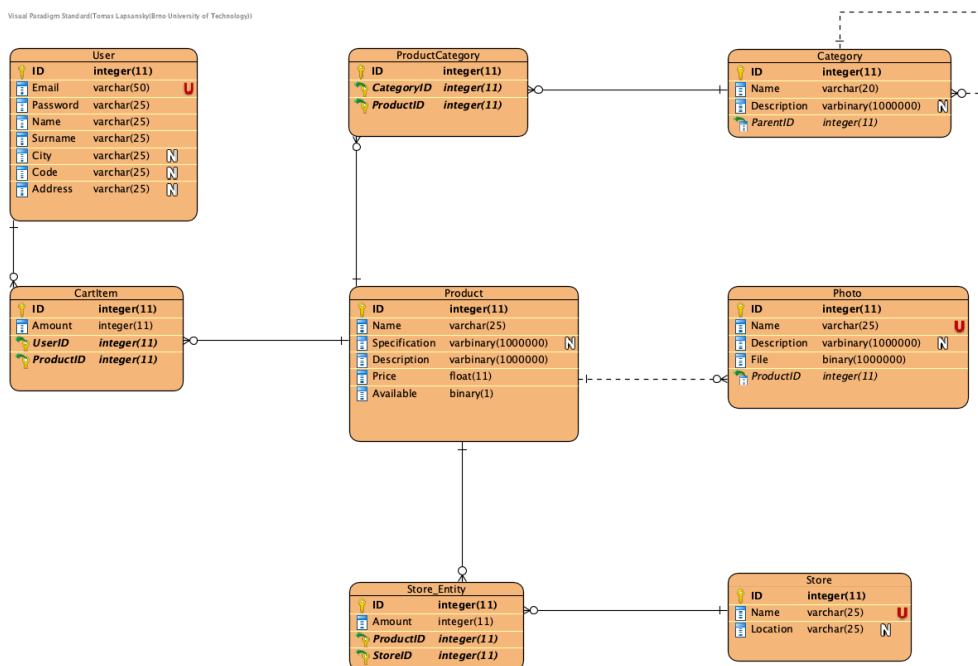 Visual Paradigm Standard(Tomas Lapsansky(Brno University of Technology))
User
ID integer(11)
Email varchar(50) U
Password varchar(25)
Name varchar(25)
Surname varchar(25)
City varchar(25) N
Code varchar(25) N
Address varchar(25) N
ProductCategory
ID integer(11)
CategoryID integer(11)
ProductID integer(11)
Category
ID integer(11)
Name varchar(20)
Description varbinary(1000000) N
ParentID integer(11)
CartItem
ID integer(11)
Amount integer(11)
UserID integer(11)
ProductID integer(11)
Product
ID integer(11)
Name varchar(25)
Specification varbinary(1000000) N
Description varbinary(1000000)
Price float(11)
Available binary(1)
Photo
ID integer(11)
Name varchar(25) U
Description varbinary(1000000) N
File binary(1000000)
ProductID integer(11)
Store_Entity
ID integer(11)
Amount integer(11)
ProductID integer(11)
StoreID integer(11)
Store
ID integer(11)
Name varchar(25) U
Location varchar(25) N